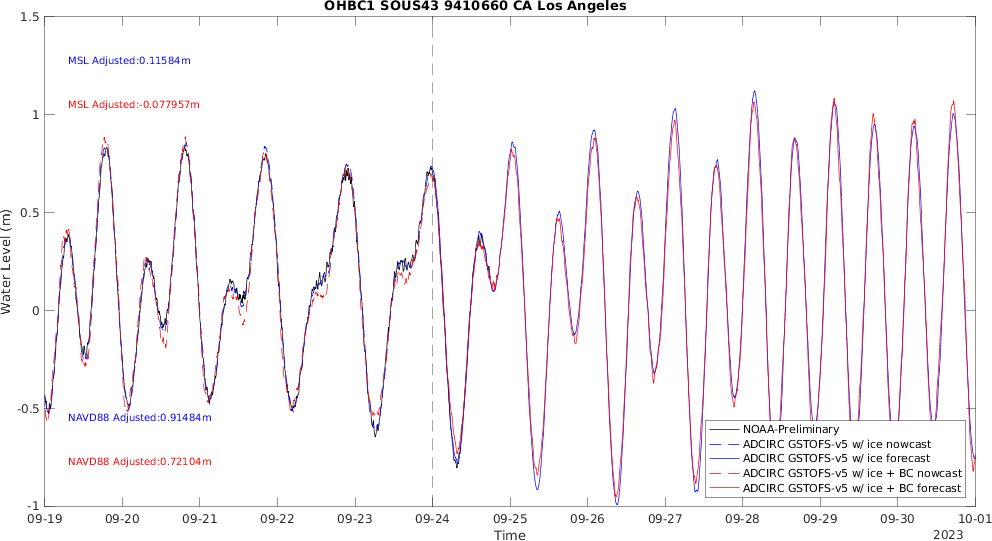 OHBC1 SOUS43 9410660 CA Los Angeles
1.5
MSL Adjusted:0.11584m
MSL Adjusted:-0.077957m
1
0.5
Water Level (m)
0
-0.5
NAVD88 Adjusted:0.91484m
NAVD88 Adjusted:0.72104m
NOAA-Preliminary
ADCIRC GSTOFS-v5 w/ ice nowcast
ADCIRC GSTOFS-v5 w/ ice forecast
ADCIRC GSTOFS-v5 w/ ice + BC nowcast
ADCIRC GSTOFS-v5 w/ ice + BC forecast
-1
09-19 09-20 09-21 09-22 09-23 09-24 09-25 09-26 09-27 09-28 09-29 09-30 10-01
Time
2023